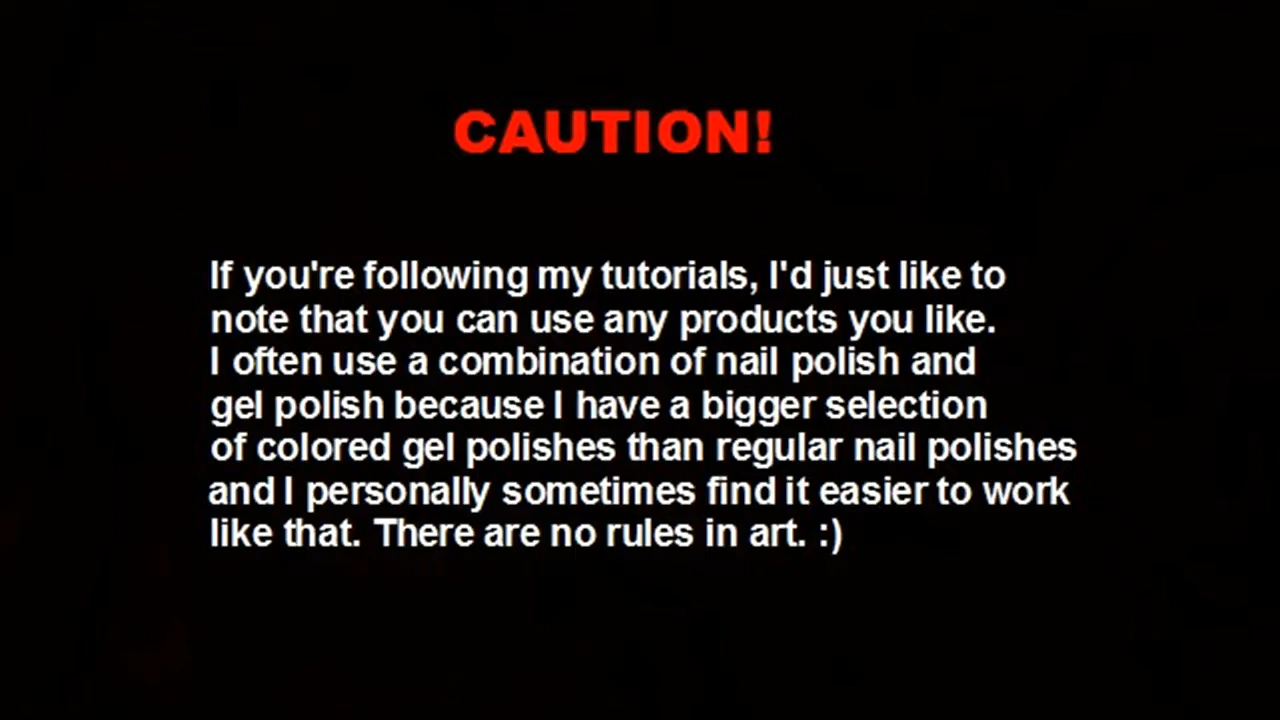 CAUTION!
If you're following my tutorials, I'd just like to
note that you can use any products you like.
I often use a combination of nail polish and
gel polish because I have a bigger selection
of colored gel polishes than regular nail polishes
and I personally sometimes find it easier to work
like that. There are no rules in art. :)